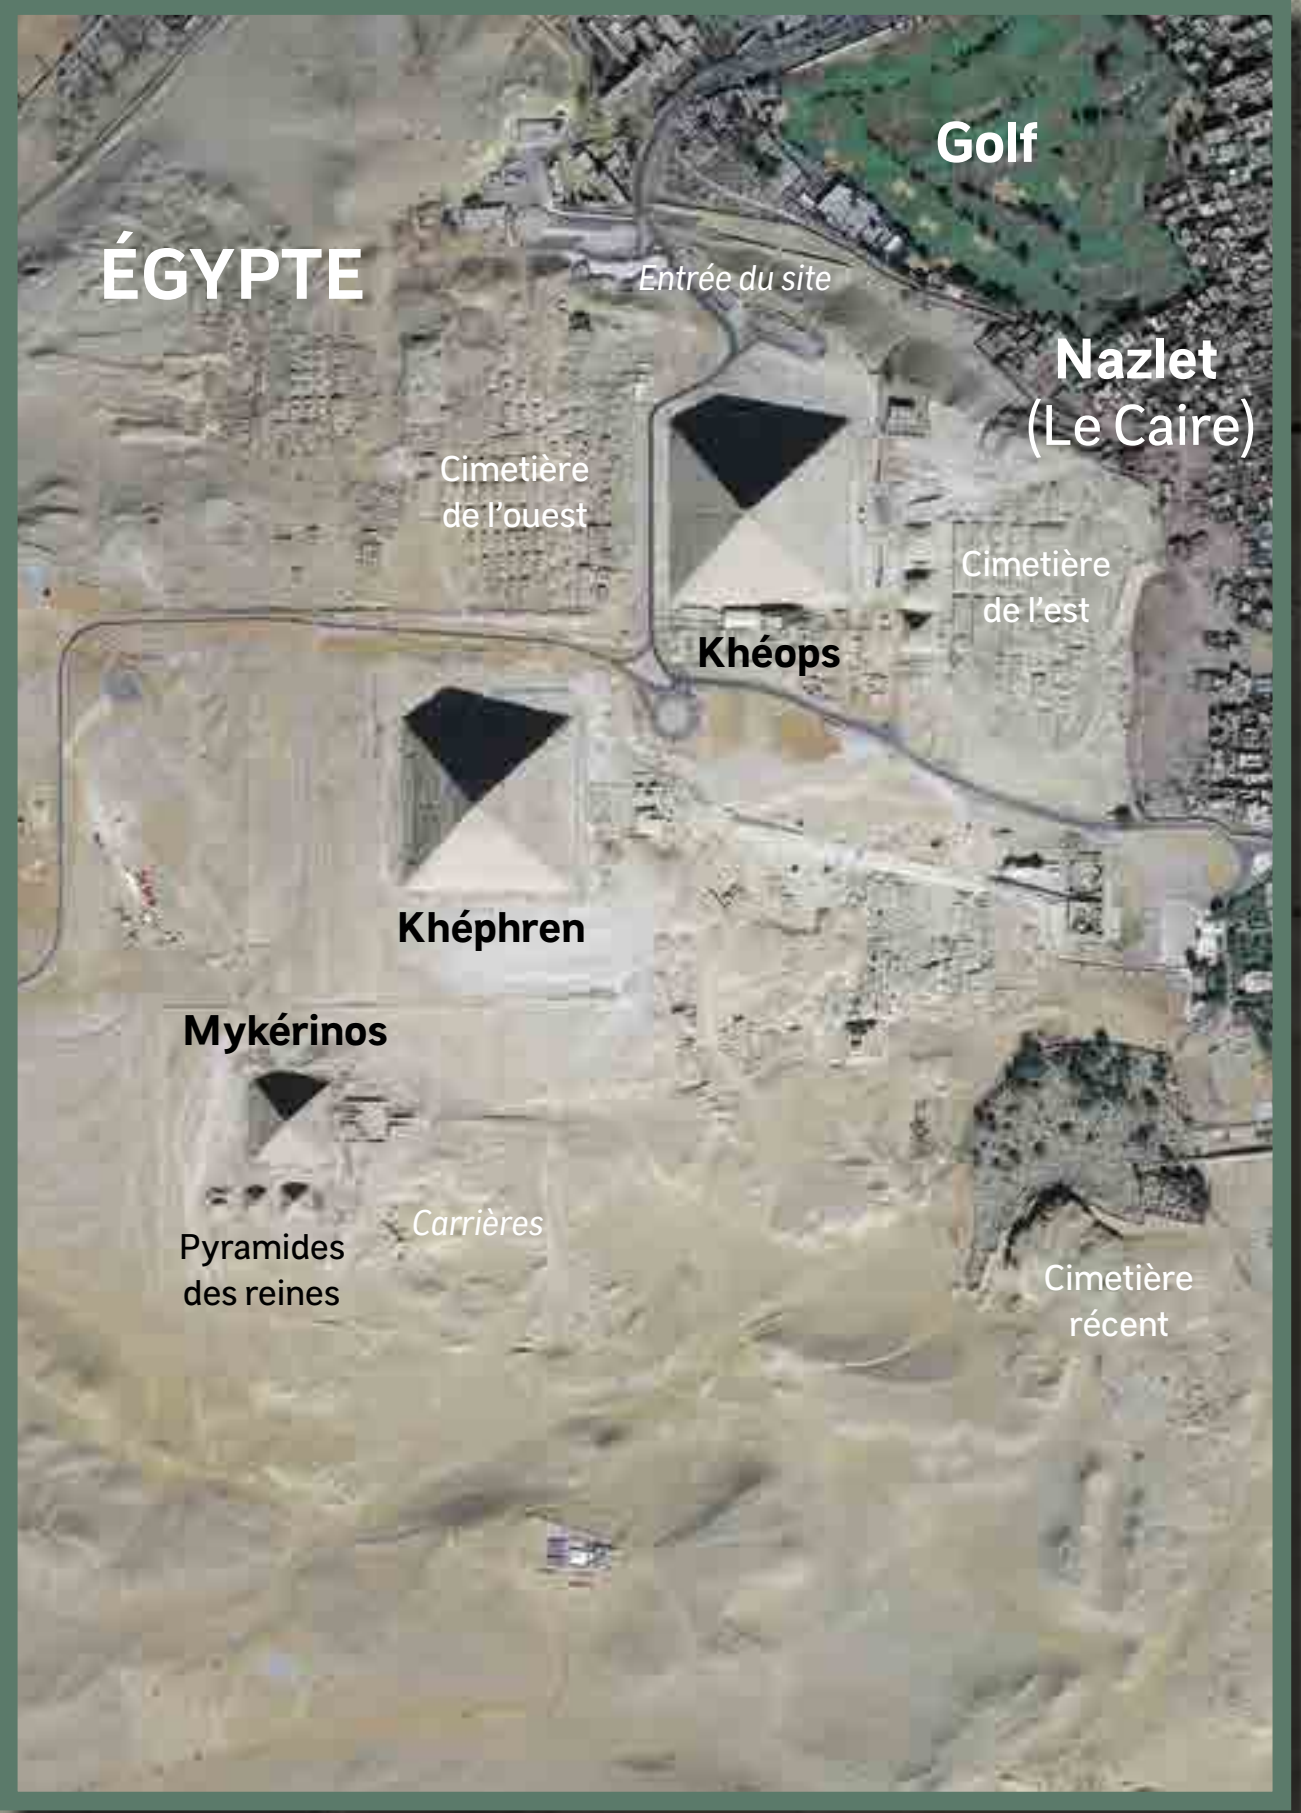 Golf
ÉGYPTE
Entrée du site
Nazlet
(Le Caire)
Cimetière
de l'ouest
Cimetière
de l'est
Khéops
Khéphren
Mykérinos
Pyramides
des reines
Carrières
Cimetière
récent